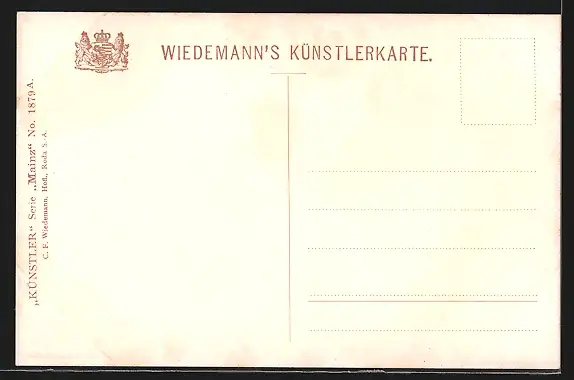 WIEDEMANN'S KÜNSTLERKARTE.
„KÜNSTLER“ Serie „Mainz“ No. 1879 A.
C. F. Wiedemann, Hofl., Roda S.-A.